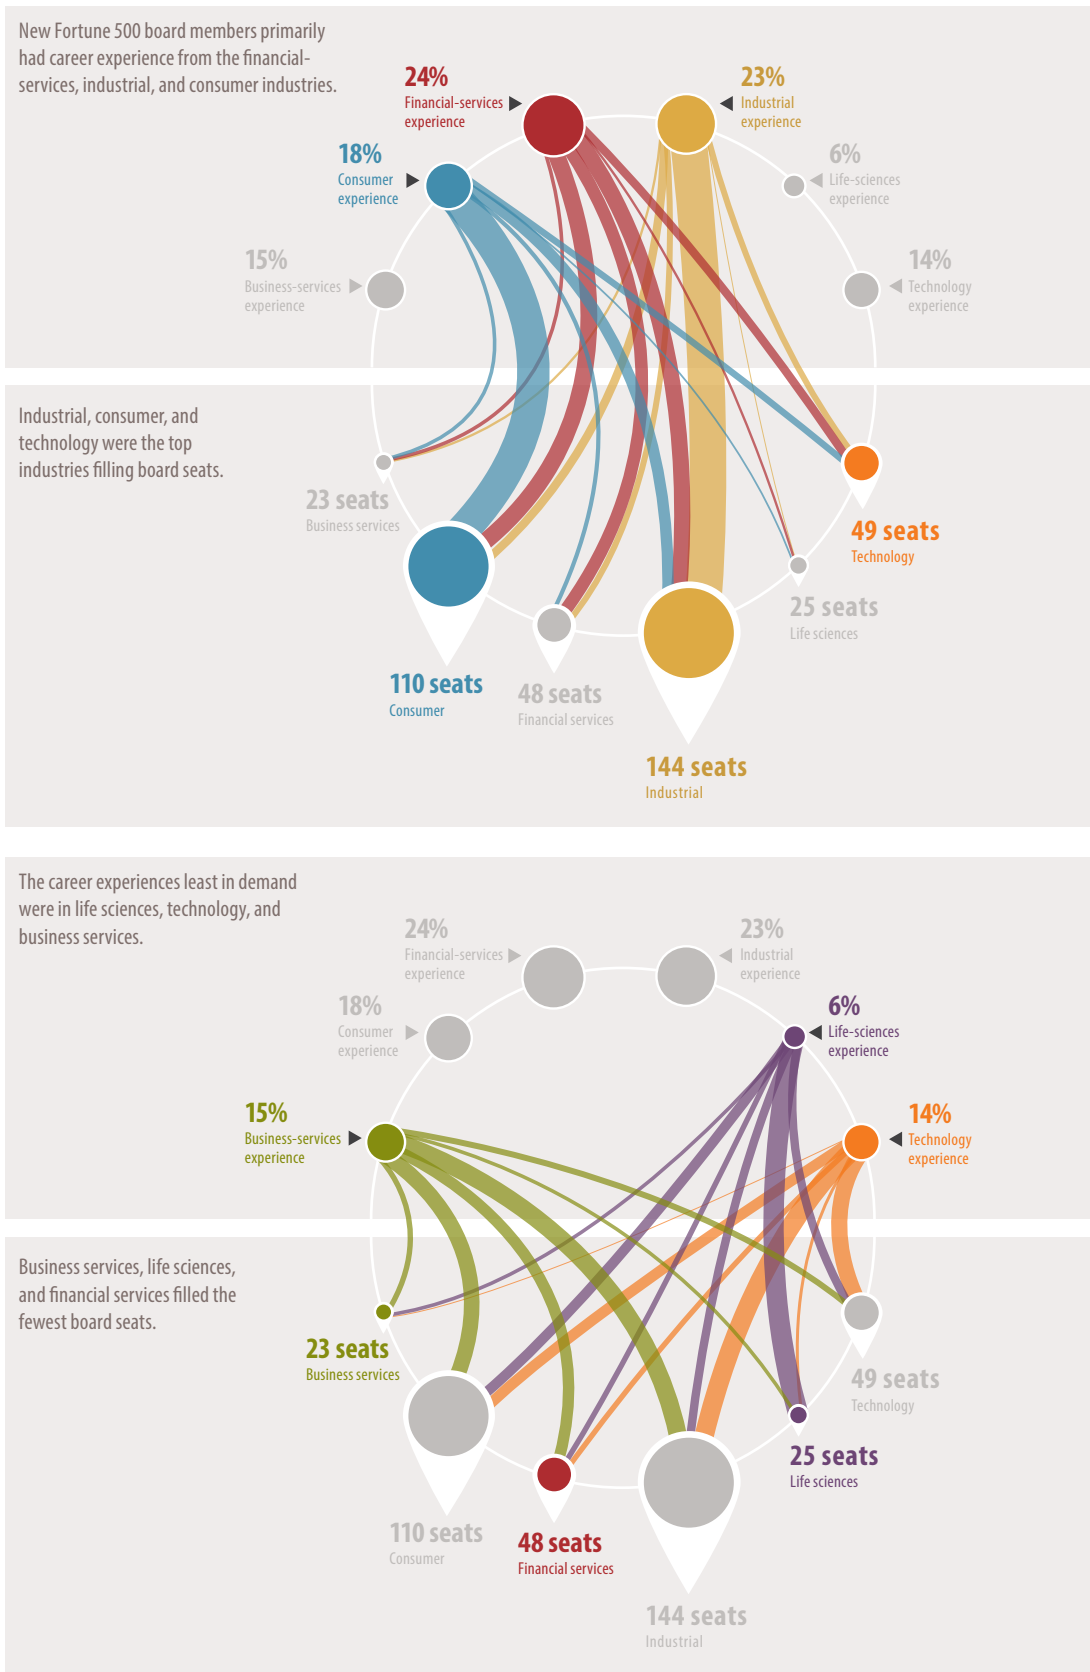 New Fortune 500 board members primarily
had career experience from the financial-
services, industrial, and consumer industries.
24%
Financial-services
experience
23%
Industrial
experience
18%
Consumer
experience
6%
Life-sciences
experience
15%
Business-services
experience
14%
Technology
experience
Industrial, consumer, and
technology were the top
industries filling board seats.
23 seats
Business services
49 seats
Technology
25 seats
Life sciences
110 seats
Consumer
48 seats
Financial services
144 seats
Industrial
The career experiences least in demand
were in life sciences, technology, and
business services.
24%
Financial-services
experience
23%
Industrial
experience
18%
Consumer
experience
6%
Life-sciences
experience
15%
Business-services
experience
14%
Technology
experience
Business services, life sciences,
and financial services filled the
fewest board seats.
23 seats
Business services
49 seats
Technology
25 seats
Life sciences
110 seats
Consumer
48 seats
Financial services
144 seats
Industrial